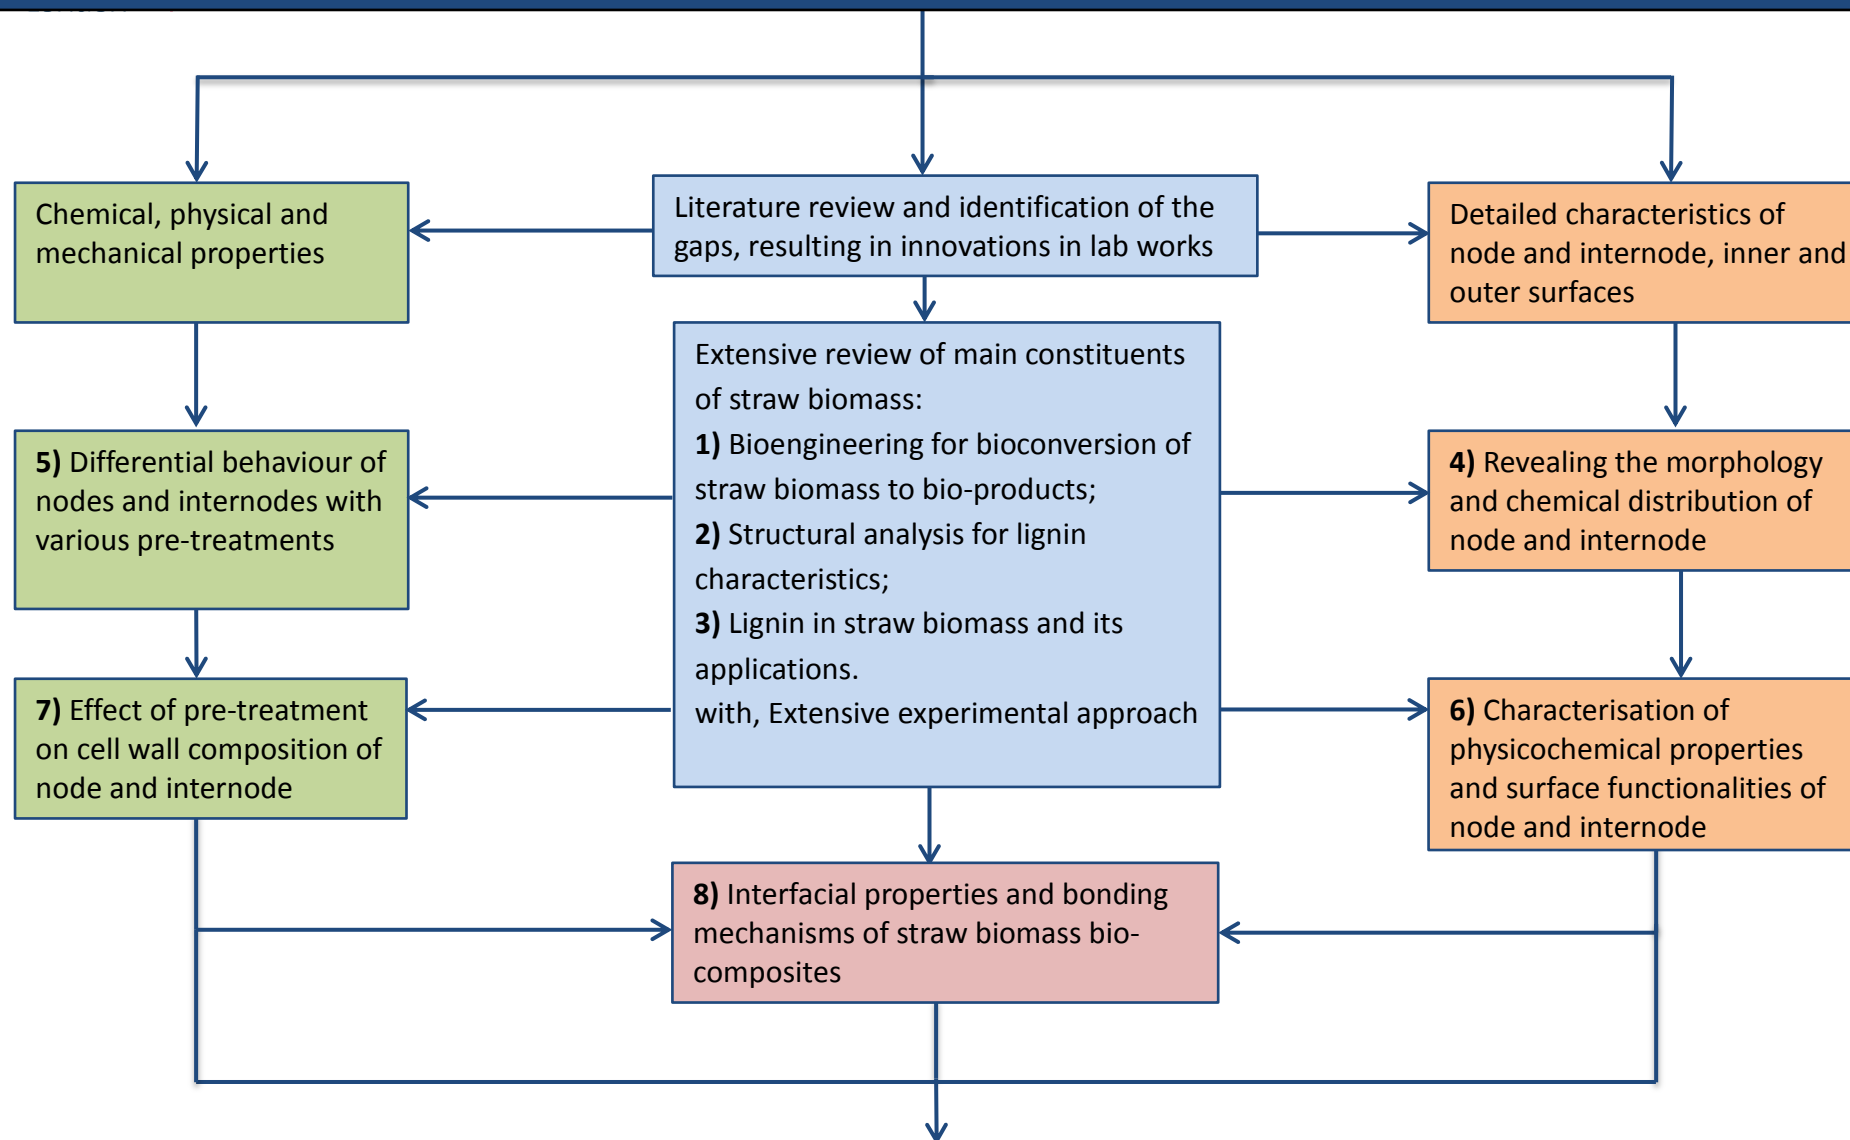 Chemical, physical and
mechanical properties
Literature review and identification of the
gaps, resulting in innovations in lab works
Detailed characteristics of
node and internode, inner and
outer surfaces
Extensive review of main constituents
of straw biomass:
1) Bioengineering for bioconversion of
straw biomass to bio-products;
2) Structural analysis for lignin
characteristics;
3) Lignin in straw biomass and its
applications.
with, Extensive experimental approach
5) Differential behaviour of
nodes and internodes with
various pre-treatments
4) Revealing the morphology
and chemical distribution of
node and internode
7) Effect of pre-treatment
on cell wall composition of
node and internode
6) Characterisation of
physicochemical properties
and surface functionalities of
node and internode
8) Interfacial properties and bonding
mechanisms of straw biomass bio-
composites